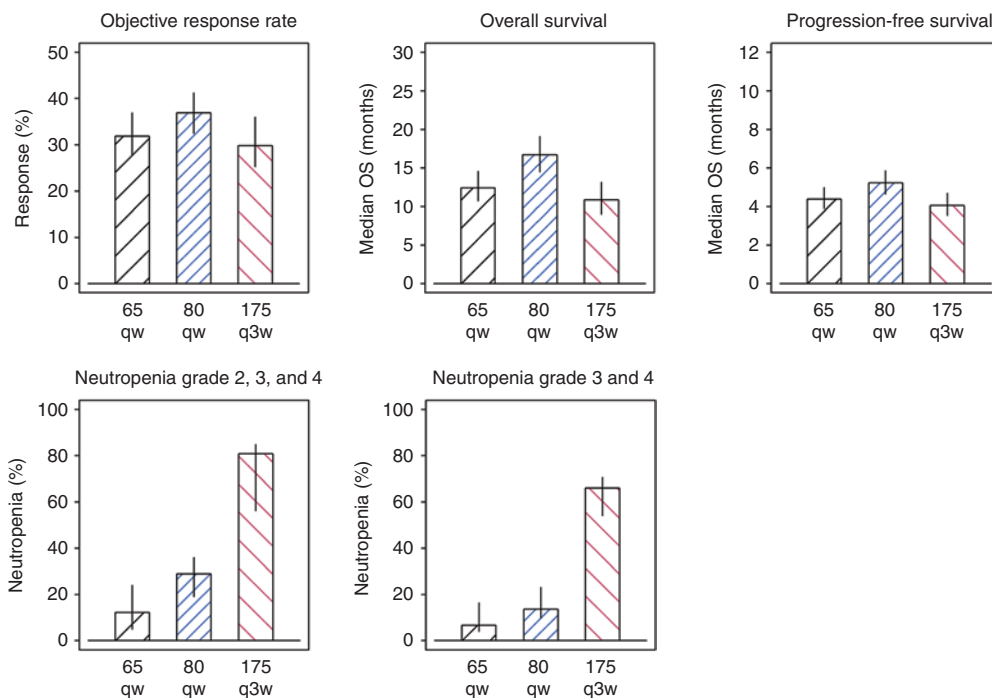 Objective response rate
Overall survival
Progression-free survival
Response (%)
50
40
30
20
10
0
65 80 175
qw qw q3w
Median OS (months)
30
25
20
15
10
5
0
65 80 175
qw qw q3w
Median OS (months)
12
10
8
6
4
2
0
65 80 175
qw qw q3w
Neutropenia grade 2, 3, and 4
Neutropenia grade 3 and 4
Neutropenia (%)
100
80
60
40
20
0
65 80 175
qw qw q3w
Neutropenia (%)
100
80
60
40
20
0
65 80 175
qw qw q3w